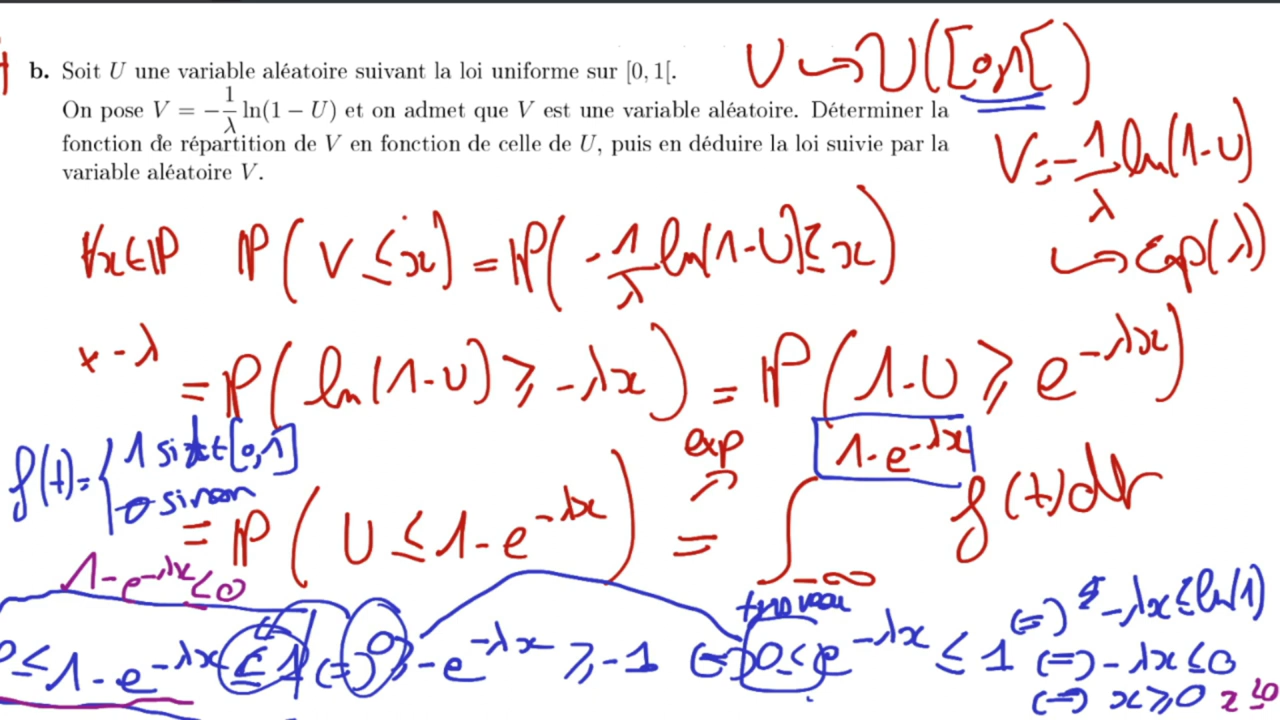 b. Soit U une variable aléatoire suivant la loi uniforme sur [0, 1[.
On pose V = −1/λ ln(1 − U) et on admet que V est une variable aléatoire. Déterminer la
fonction de répartition de V en fonction de celle de U, puis en déduire la loi suivie par la
variable aléatoire V.
U ↪ U([0,1[)
V = -1/λ ln(1-U)
↪ Exp(λ)
∀x∈ℝ ℙ(V ≤ x) = ℙ(-1/λ ln(1-U) ≤ x)
× -λ
= ℙ(ln(1-U) ≥ -λx) = ℙ(1-U ≥ e^{-λx})
exp ↗
f(t) = { 1 si t∈[0,1]
0 sinon
= ℙ(U ≤ 1-e^{-λx}) = ∫_{-∞}^{1-e^{-λx}} f(t)dt
1-e^{-λx} ≤ 0
0 ≤ 1-e^{-λx} ≤ 1 (=) 0 ≥ -e^{-λx} ≥ -1 (=) 0 ≤ e^{-λx} ≤ 1
(=) -λx ≤ ln(1)
(=) -λx ≤ 0
(=) x ≥ 0